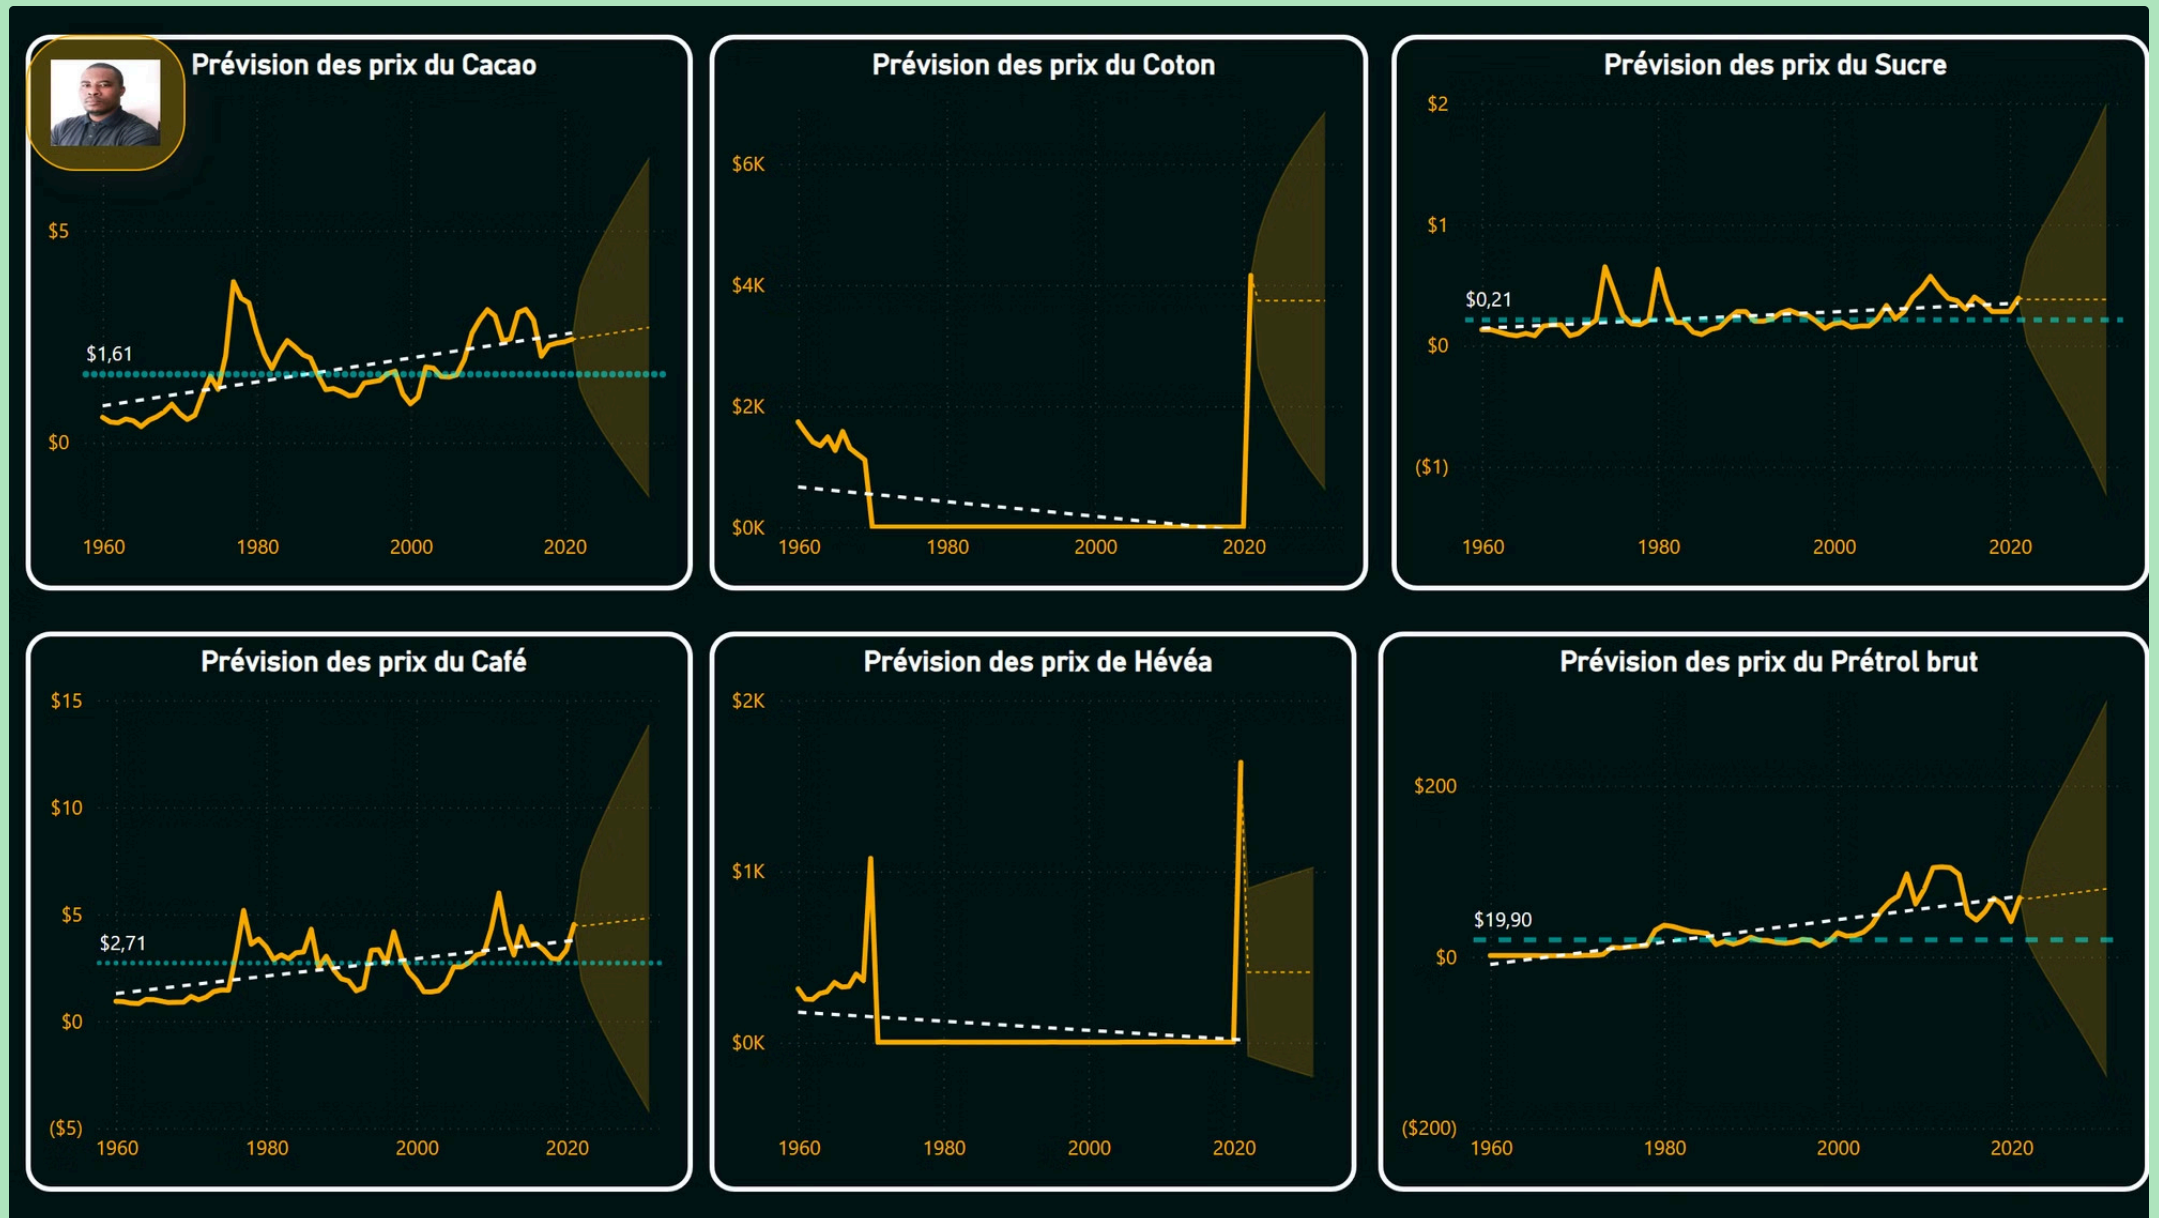 Prévision des prix du Cacao
$5
$1,61
$0
1960 1980 2000 2020
Prévision des prix du Coton
$6K
$4K
$2K
$0K
1960 1980 2000 2020
Prévision des prix du Sucre
$2
$1
$0,21
$0
($1)
1960 1980 2000 2020
Prévision des prix du Café
$15
$10
$5
$2,71
$0
($5)
1960 1980 2000 2020
Prévision des prix de Hévéa
$2K
$1K
$0K
1960 1980 2000 2020
Prévision des prix du Prétrol brut
$200
$19,90
$0
($200)
1960 1980 2000 2020